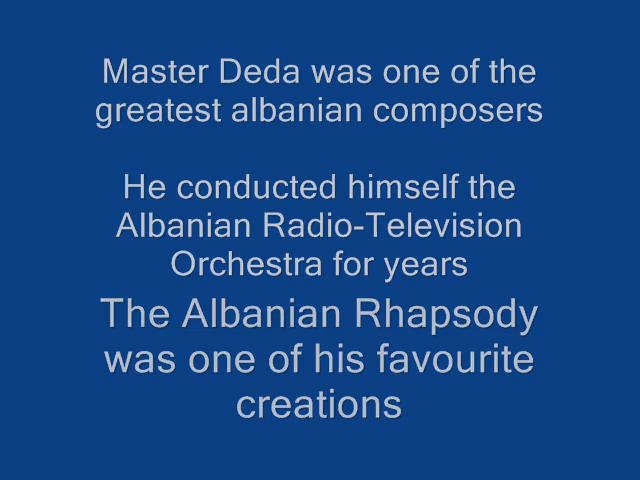 Master Deda was one of the
greatest albanian composers
He conducted himself the
Albanian Radio-Television
Orchestra for years
The Albanian Rhapsody
was one of his favourite
creations